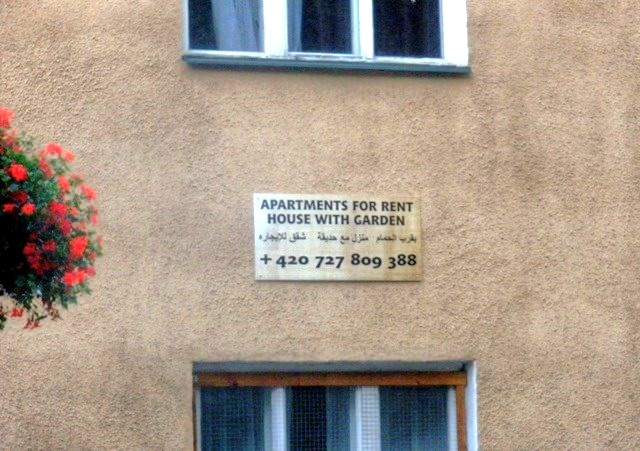 APARTMENTS FOR RENT
HOUSE WITH GARDEN
بقرب الحمام منزل مع حديقة شقق للايجاره
+420 727 809 388